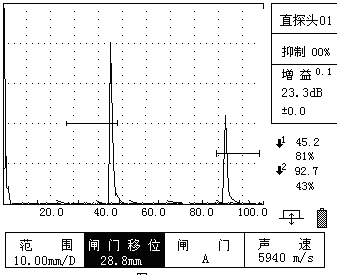 直探头01
抑制 00%
增益 0.1
23.3dB
±0.0
1 45.2
81%
2 92.7
43%
20.0 40.0 60.0 80.0 100.0
范 围 闸门移位 闸 门 声 速
10.00mm/D 28.8mm A 5940 m/s